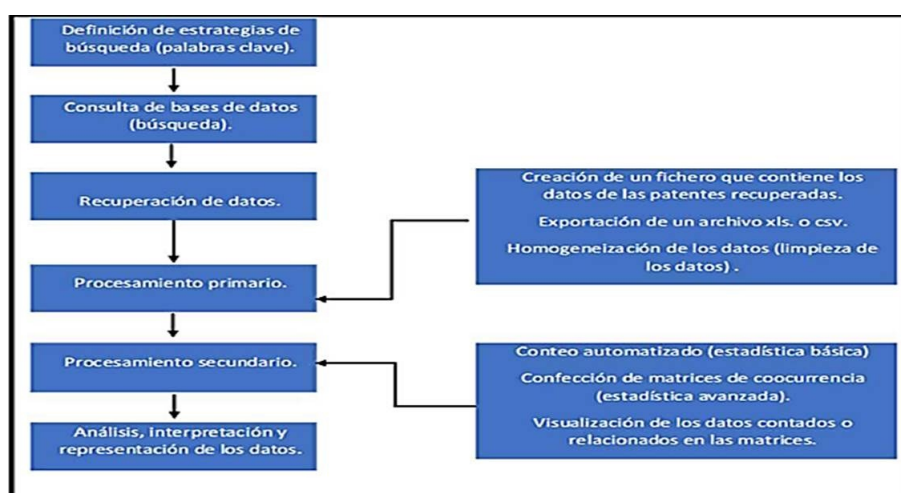 Definición de estrategias de
búsqueda (palabras clave).
Consulta de bases de datos
(búsqueda).
Recuperación de datos.
Procesamiento primario.
Procesamiento secundario.
Análisis, interpretación y
representación de los datos.
Creación de un fichero que contiene los
datos de las patentes recuperadas.
Exportación de un archivo xls. o csv.
Homogeneización de los datos (limpieza de
los datos) .
Conteo automatizado (estadística básica)
Confección de matrices de coocurrencia
(estadística avanzada).
Visualización de los datos contados o
relacionados en las matrices.